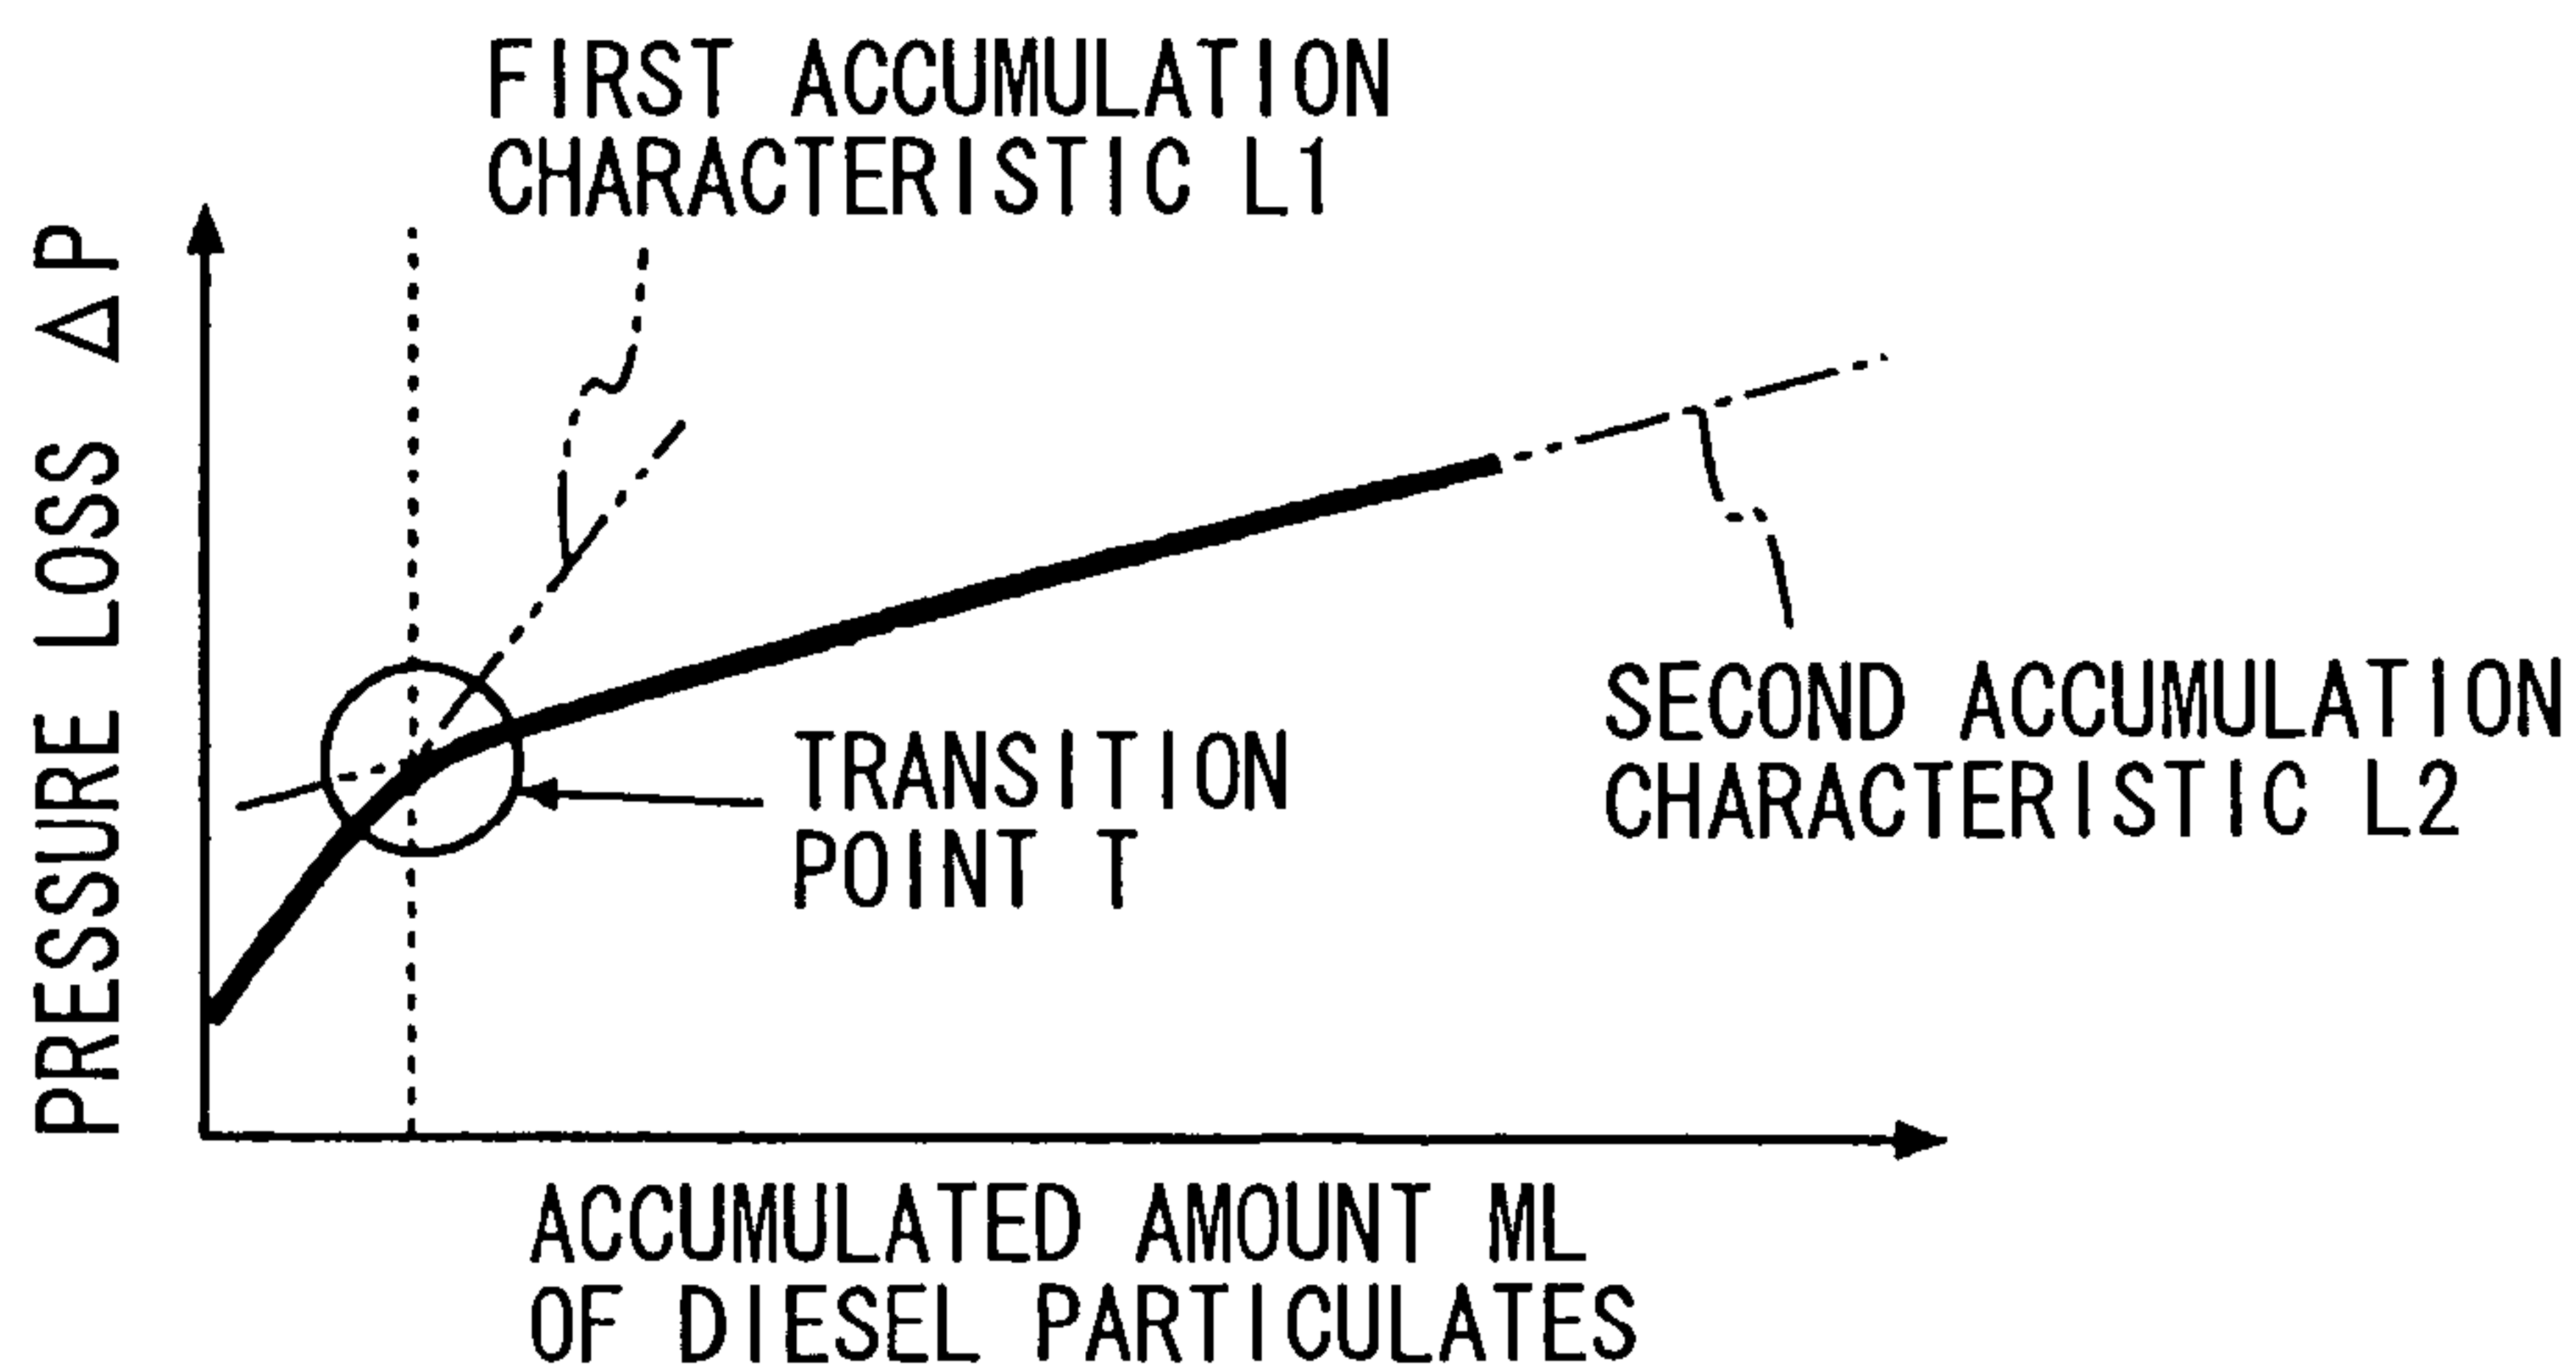 FIRST ACCUMULATION
CHARACTERISTIC L1
PRESSURE LOSS ΔP
TRANSITION
POINT T
SECOND ACCUMULATION
CHARACTERISTIC L2
ACCUMULATED AMOUNT ML
OF DIESEL PARTICULATES